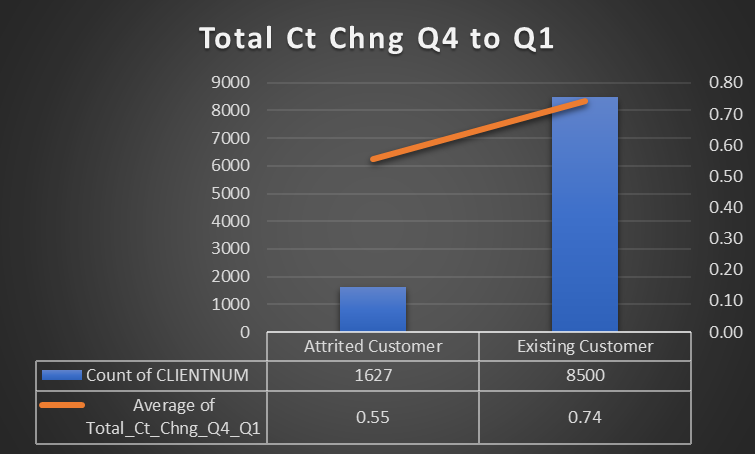 Total Ct Chng Q4 to Q1
9000 0.80
8000 0.70
7000 0.60
6000 0.50
5000 0.40
4000 0.30
3000 0.20
2000 0.10
1000 0.00
0
Attrited Customer Existing Customer
Count of CLIENTNUM 1627 8500
Average of
Total_Ct_Chng_Q4_Q1 0.55 0.74